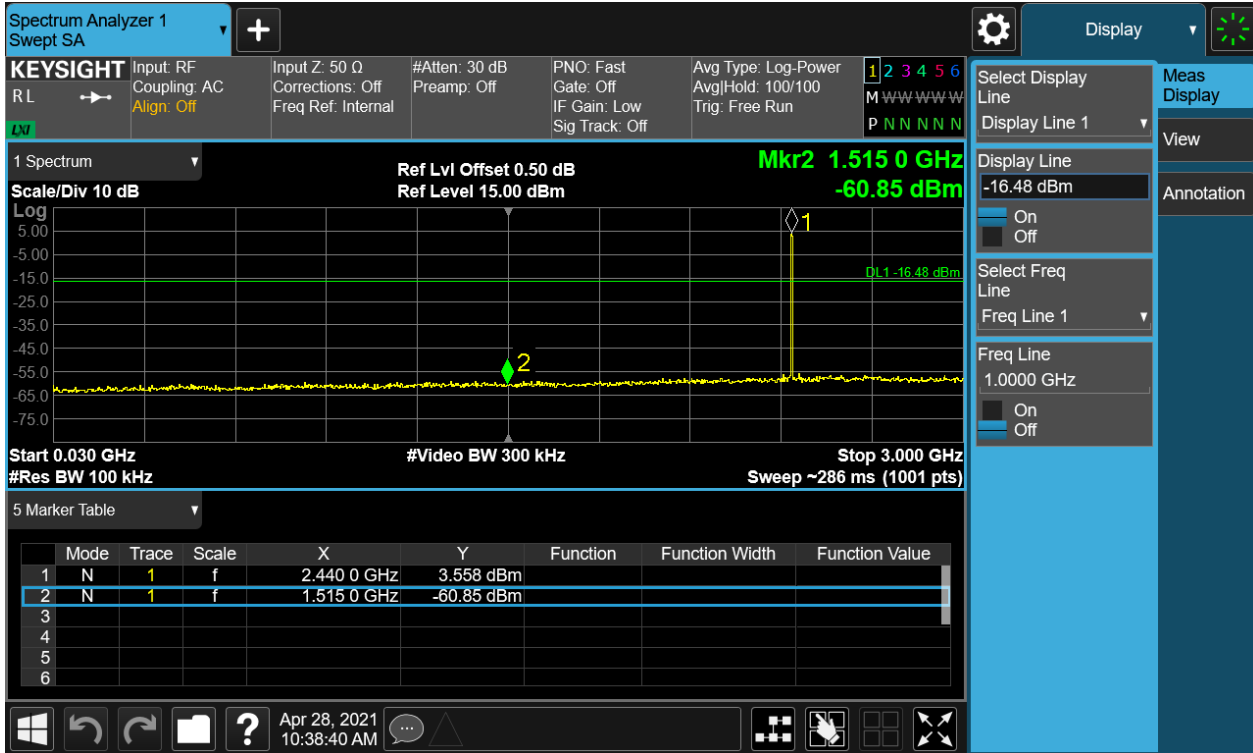 Spectrum Analyzer 1
Swept SA
Display
KEYSIGHT
R L
LXI
Input: RF
Coupling: AC
Align: Off
Input Z: 50 Ω
Corrections: Off
Freq Ref: Internal
#Atten: 30 dB
Preamp: Off
PNO: Fast
Gate: Off
IF Gain: Low
Sig Track: Off
Avg Type: Log-Power
Avg|Hold: 100/100
Trig: Free Run
1 2 3 4 5 6
M W W W W W
P N N N N N
1 Spectrum
Scale/Div 10 dB
Ref Lvl Offset 0.50 dB
Ref Level 15.00 dBm
Mkr2 1.515 0 GHz
-60.85 dBm
Log
5.00
-5.00
-15.0
-25.0
-35.0
-45.0
-55.0
-65.0
-75.0
1
2
DL1 -16.48 dBm
Start 0.030 GHz
#Res BW 100 kHz
#Video BW 300 kHz
Stop 3.000 GHz
Sweep ~286 ms (1001 pts)
5 Marker Table
Mode Trace Scale X Y Function Function Width Function Value
1 N 1 f 2.440 0 GHz 3.558 dBm
2 N 1 f 1.515 0 GHz -60.85 dBm
3
4
5
6
Select Display
Line
Display Line 1
Display Line
-16.48 dBm
On
Off
Select Freq
Line
Freq Line 1
Freq Line
1.0000 GHz
On
Off
Meas
Display
View
Annotation
?
Apr 28, 2021
10:38:40 AM